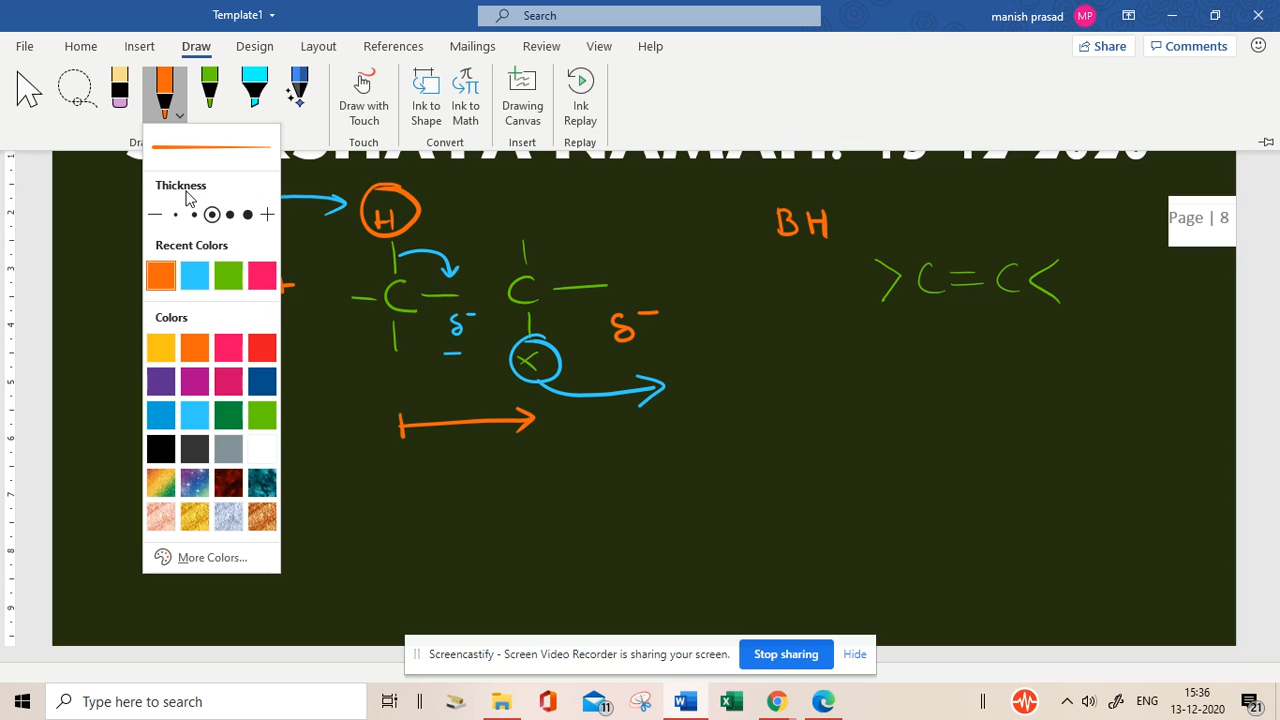 Template1
Search
manish prasad
MP
File
Home
Insert
Draw
Design
Layout
References
Mailings
Review
View
Help
Share
Comments
Draw with Touch
Ink to Shape
Ink to Math
Drawing Canvas
Ink Replay
Touch
Convert
Insert
Replay
Thickness
Recent Colors
Colors
More Colors...
Page | 8
H
BH
C
C
>C=C<
δ-
δ-
X
Screencastify - Screen Video Recorder is sharing your screen.
Stop sharing
Hide
Type here to search
11
ENG
15:36
13-12-2020
21